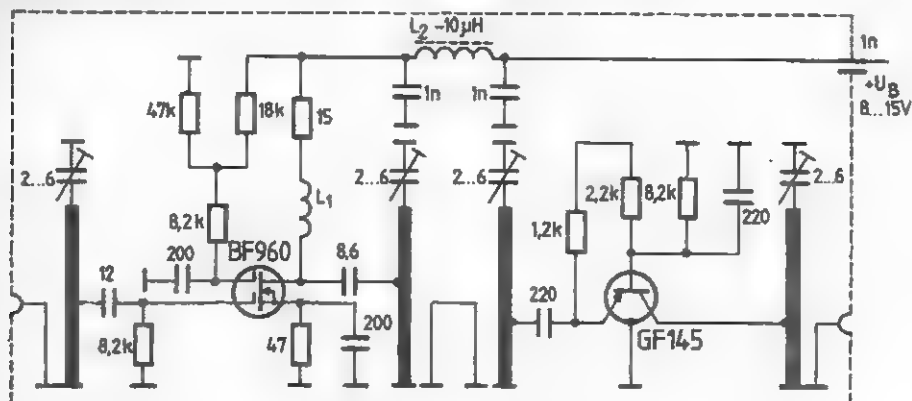 L₂ ~10µH
1n
+U_B
8...15V
47k
18k
15
1n
1n
2...6
2...6
2...6
2...6
L₁
8,2k
BF960
200
12
8,6
8,2k
47
200
1,2k
2,2k
8,2k
220
220
GF145